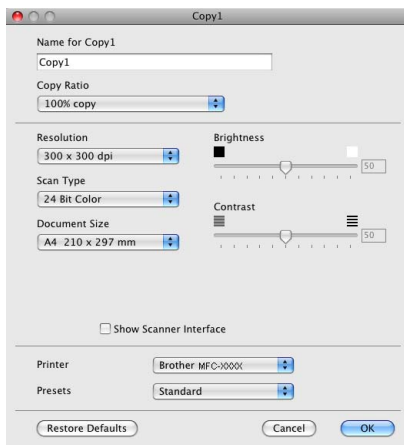 Copy1
Name for Copy1
Copy1
Copy Ratio
100% copy
Resolution
300 x 300 dpi
Scan Type
24 Bit Color
Document Size
A4 210 x 297 mm
Brightness
50
Contrast
50
Show Scanner Interface
Printer
Brother MFC-XXXX
Presets
Standard
Restore Defaults
Cancel
OK